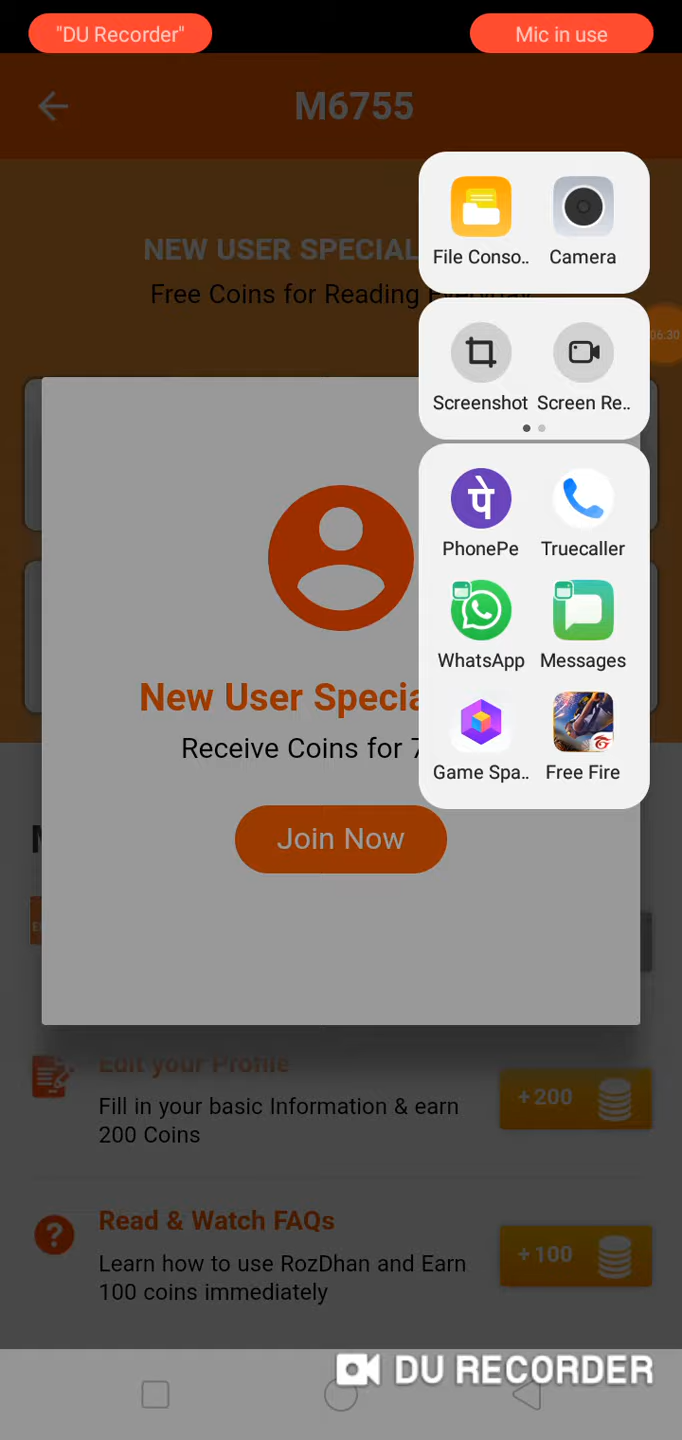 "DU Recorder"
Mic in use
M6755
NEW USER SPECIAL
Free Coins for Reading Everyday
06:30
File Conso..
Camera
Screenshot
Screen Re..
पे
PhonePe
Truecaller
WhatsApp
Messages
Game Spa..
Free Fire
New User Specia
Receive Coins for 7
Join Now
Edit your Profile
Fill in your basic Information & earn
200 Coins
+200
Read & Watch FAQs
Learn how to use RozDhan and Earn
100 coins immediately
+100
DU RECORDER